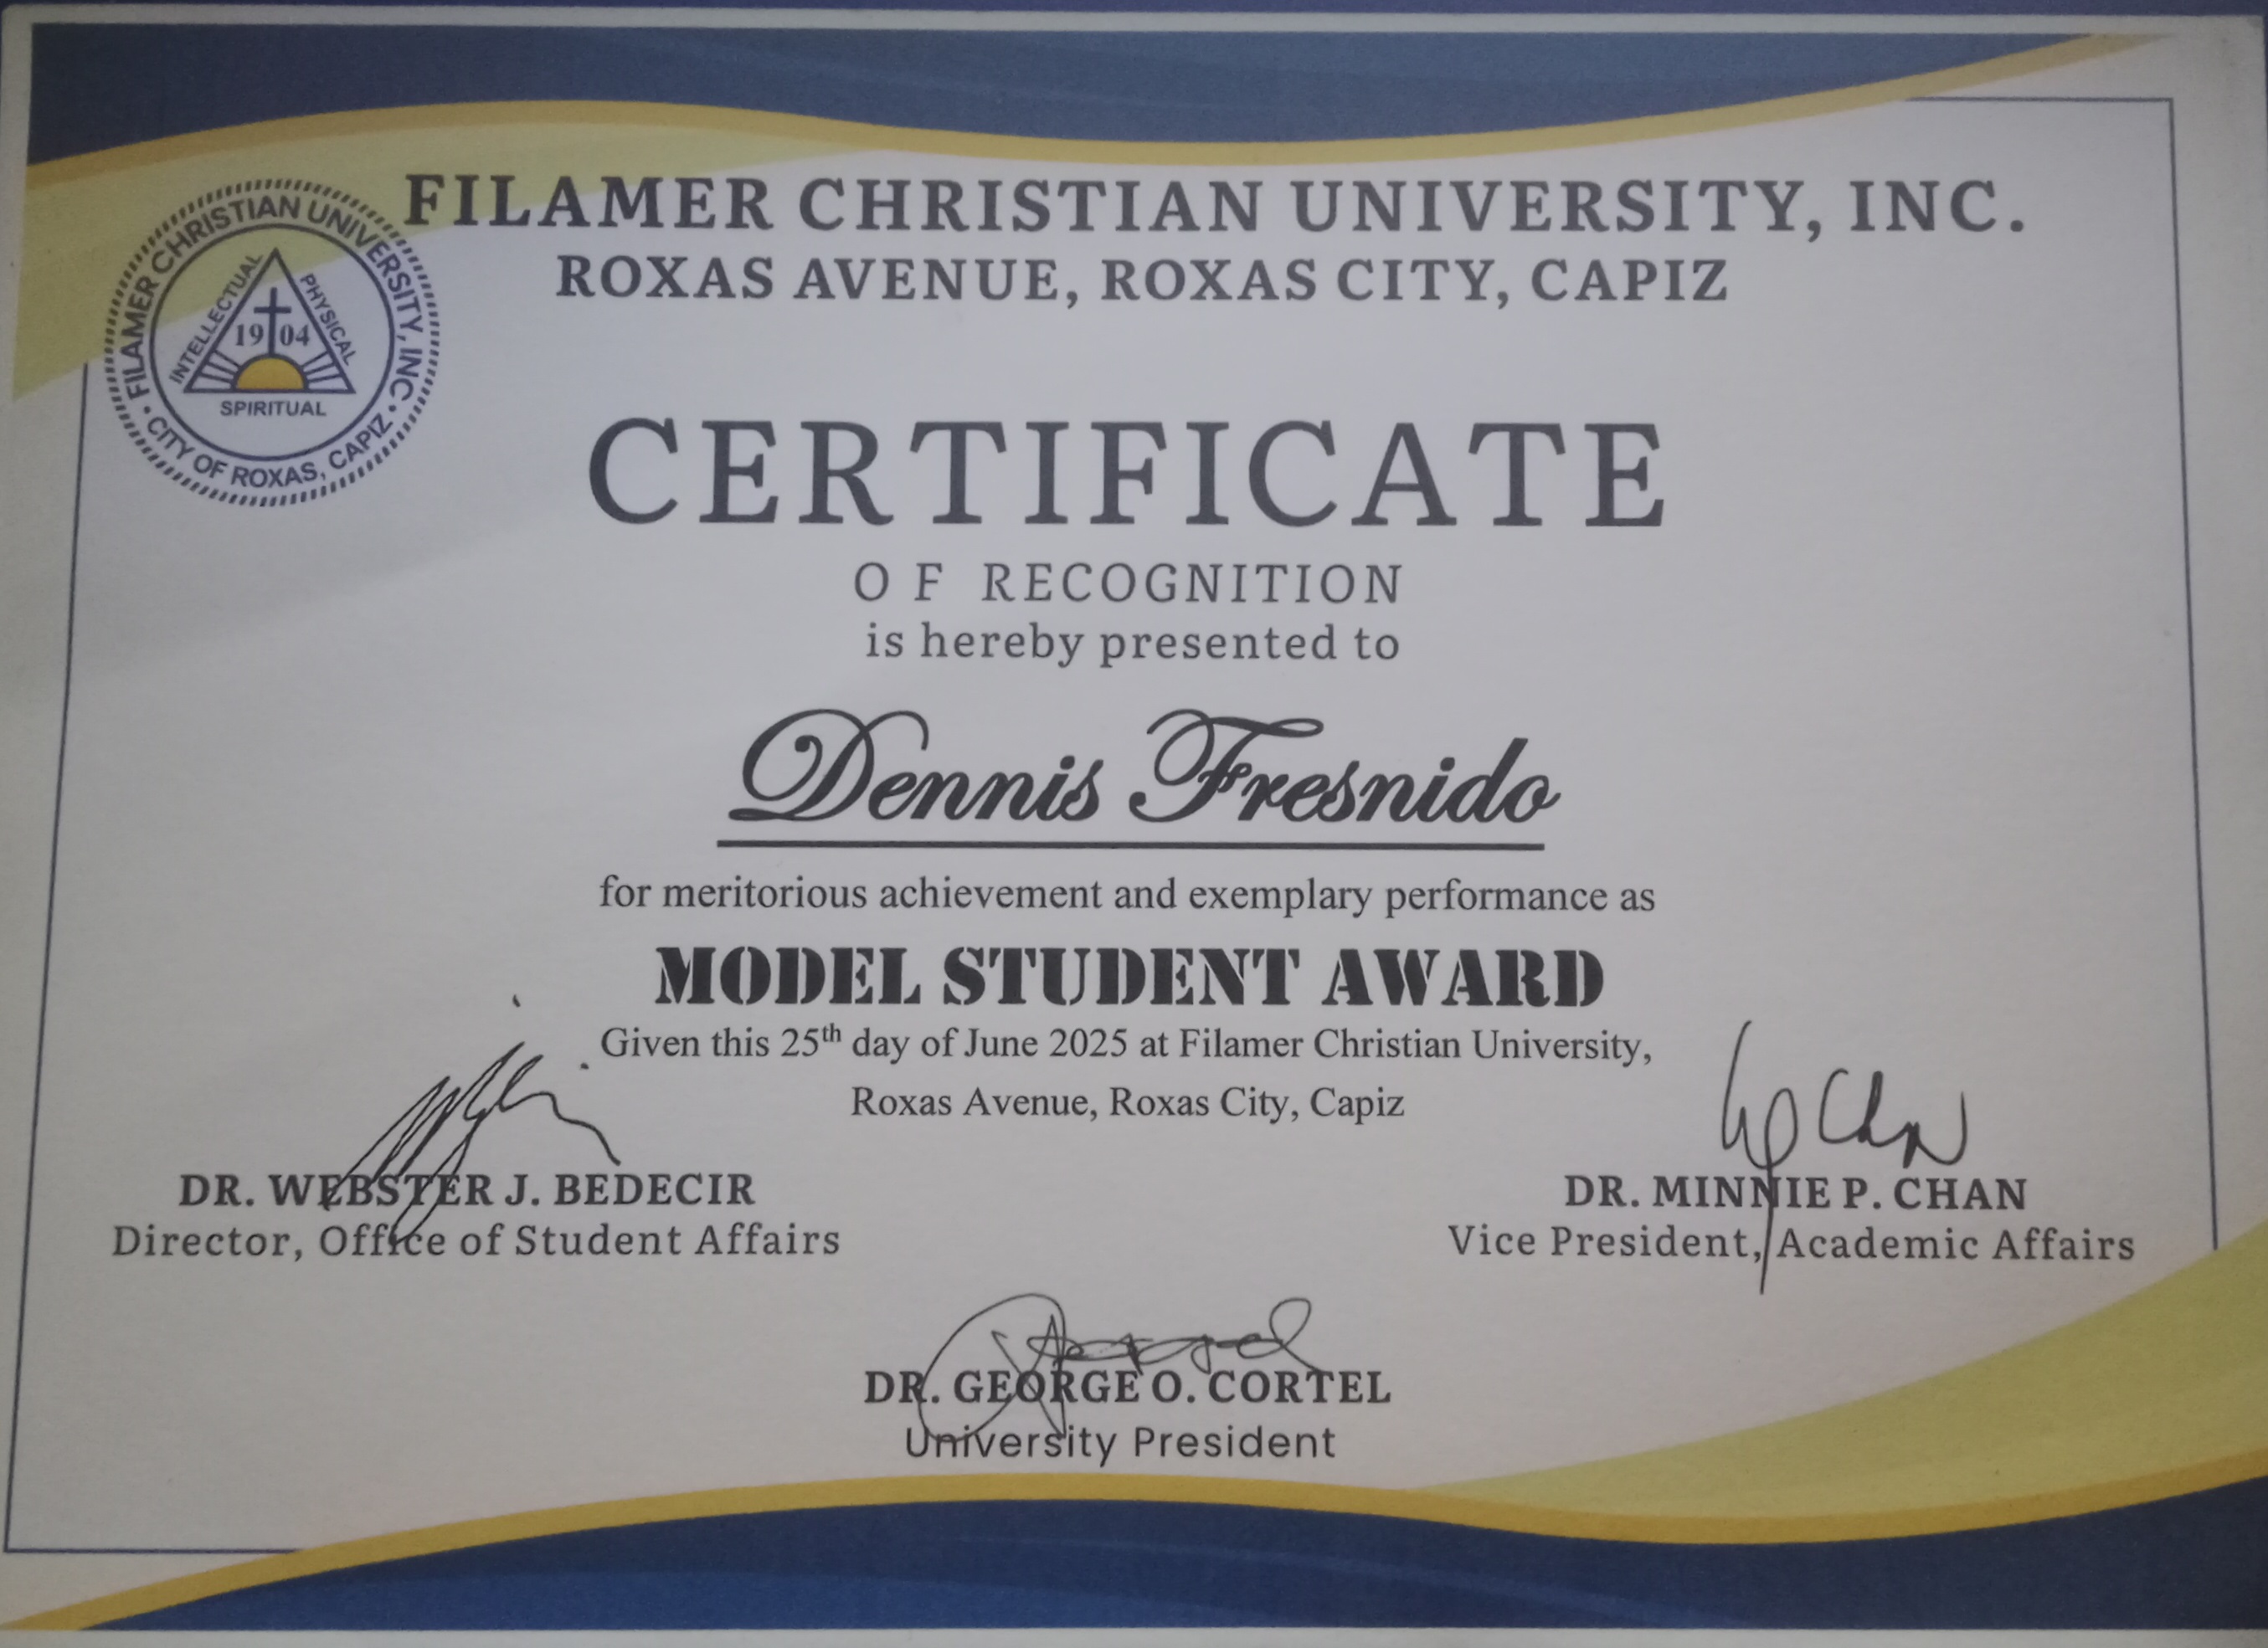 FILAMER CHRISTIAN UNIVERSITY, INC.
ROXAS AVENUE, ROXAS CITY, CAPIZ
FILAMER CHRISTIAN UNIVERSITY, INC.
CITY OF ROXAS, CAPIZ
INTELLECTUAL
PHYSICAL
19 04
SPIRITUAL
CERTIFICATE
OF RECOGNITION
is hereby presented to
Dennis Fresnido
for meritorious achievement and exemplary performance as
MODEL STUDENT AWARD
Given this 25th day of June 2025 at Filamer Christian University,
Roxas Avenue, Roxas City, Capiz
DR. WEBSTER J. BEDECIR
Director, Office of Student Affairs
DR. MINNIE P. CHAN
Vice President, Academic Affairs
DR. GEORGE O. CORTEL
University President